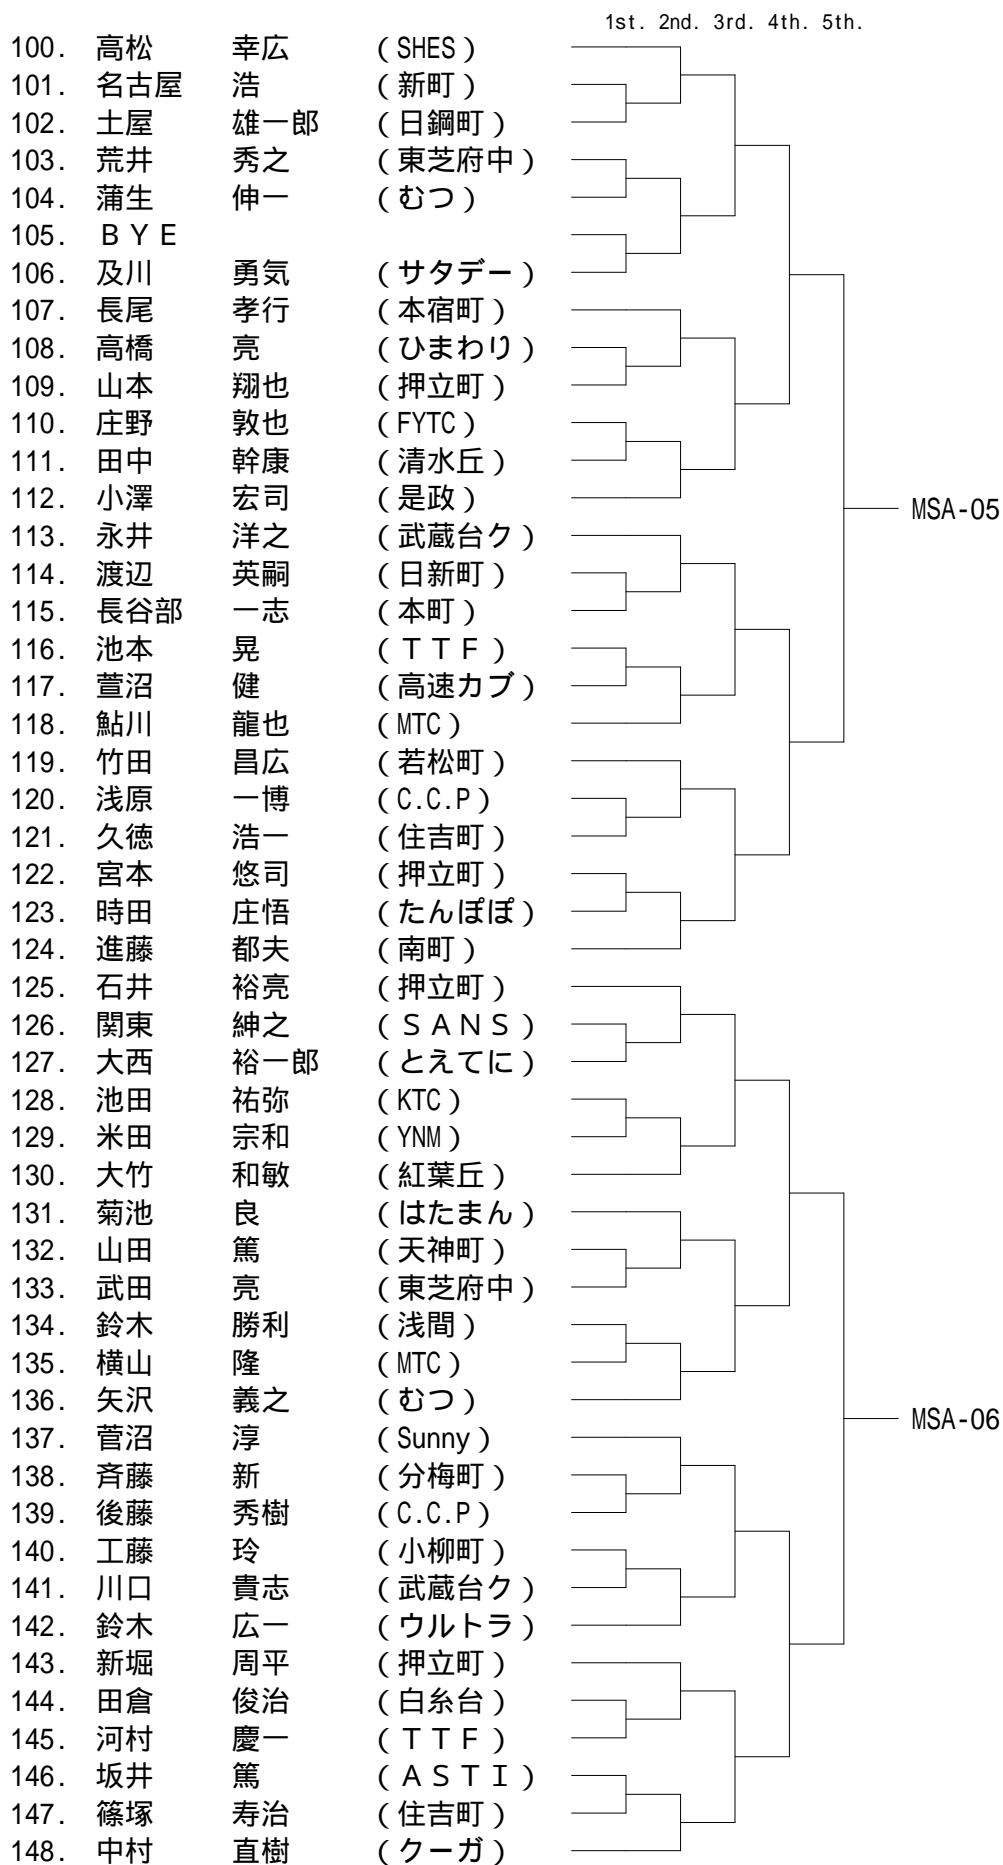 1st. 2nd. 3rd. 4th. 5th.
100. 高松 幸広 (SHES)
101. 名古屋 浩 (新町)
102. 土屋 雄一郎 (日鋼町)
103. 荒井 秀之 (東芝府中)
104. 蒲生 伸一 (むつ)
105. ＢＹＥ
106. 及川 勇気 (サタデー)
107. 長尾 孝行 (本宿町)
108. 高橋 亮 (ひまわり)
109. 山本 翔也 (押立町)
110. 庄野 敦也 (FYTC)
111. 田中 幹康 (清水丘)
112. 小澤 宏司 (是政)
MSA-05
113. 永井 洋之 (武蔵台ク)
114. 渡辺 英嗣 (日新町)
115. 長谷部 一志 (本町)
116. 池本 晃 (ＴＴＦ)
117. 萱沼 健 (高速カブ)
118. 鮎川 龍也 (MTC)
119. 竹田 昌広 (若松町)
120. 浅原 一博 (C.C.P)
121. 久徳 浩一 (住吉町)
122. 宮本 悠司 (押立町)
123. 時田 庄悟 (たんぽぽ)
124. 進藤 都夫 (南町)
125. 石井 裕亮 (押立町)
126. 関東 紳之 (ＳＡＮＳ)
127. 大西 裕一郎 (とえてに)
128. 池田 祐弥 (KTC)
129. 米田 宗和 (YNM)
130. 大竹 和敏 (紅葉丘)
131. 菊池 良 (はたまん)
132. 山田 篤 (天神町)
133. 武田 亮 (東芝府中)
134. 鈴木 勝利 (浅間)
135. 横山 隆 (MTC)
136. 矢沢 義之 (むつ)
MSA-06
137. 菅沼 淳 (Sunny)
138. 斉藤 新 (分梅町)
139. 後藤 秀樹 (C.C.P)
140. 工藤 玲 (小柳町)
141. 川口 貴志 (武蔵台ク)
142. 鈴木 広一 (ウルトラ)
143. 新堀 周平 (押立町)
144. 田倉 俊治 (白糸台)
145. 河村 慶一 (ＴＴＦ)
146. 坂井 篤 (ＡＳＴＩ)
147. 篠塚 寿治 (住吉町)
148. 中村 直樹 (クーガ)